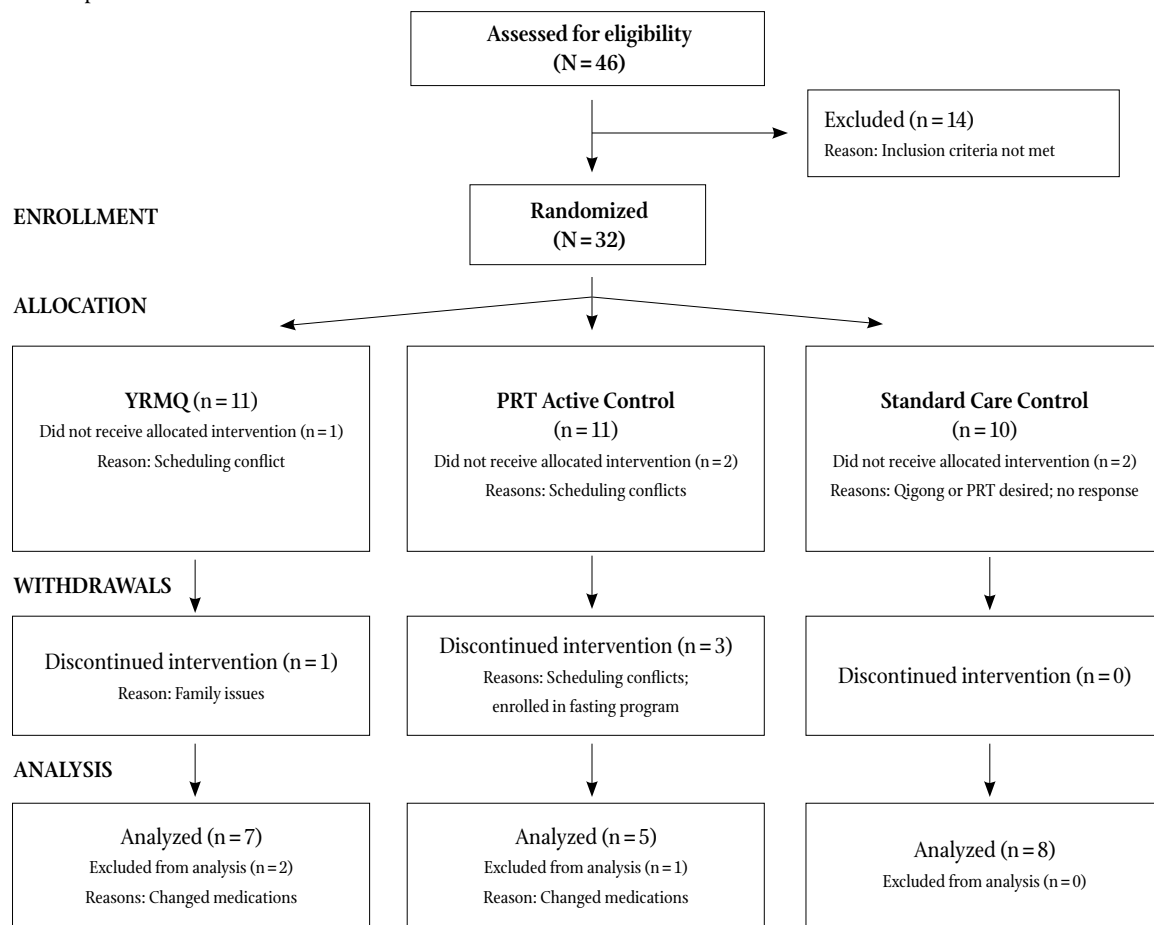 Assessed for eligibility
(N = 46)
Excluded (n = 14)
Reason: Inclusion criteria not met
ENROLLMENT
Randomized
(N = 32)
ALLOCATION
YRMQ (n = 11)
Did not receive allocated intervention (n = 1)
Reason: Scheduling conflict
PRT Active Control
(n = 11)
Did not receive allocated intervention (n = 2)
Reasons: Scheduling conflicts
Standard Care Control
(n = 10)
Did not receive allocated intervention (n = 2)
Reasons: Qigong or PRT desired; no response
WITHDRAWALS
Discontinued intervention (n = 1)
Reason: Family issues
Discontinued intervention (n = 3)
Reasons: Scheduling conflicts;
enrolled in fasting program
Discontinued intervention (n = 0)
ANALYSIS
Analyzed (n = 7)
Excluded from analysis (n = 2)
Reasons: Changed medications
Analyzed (n = 5)
Excluded from analysis (n = 1)
Reason: Changed medications
Analyzed (n = 8)
Excluded from analysis (n = 0)